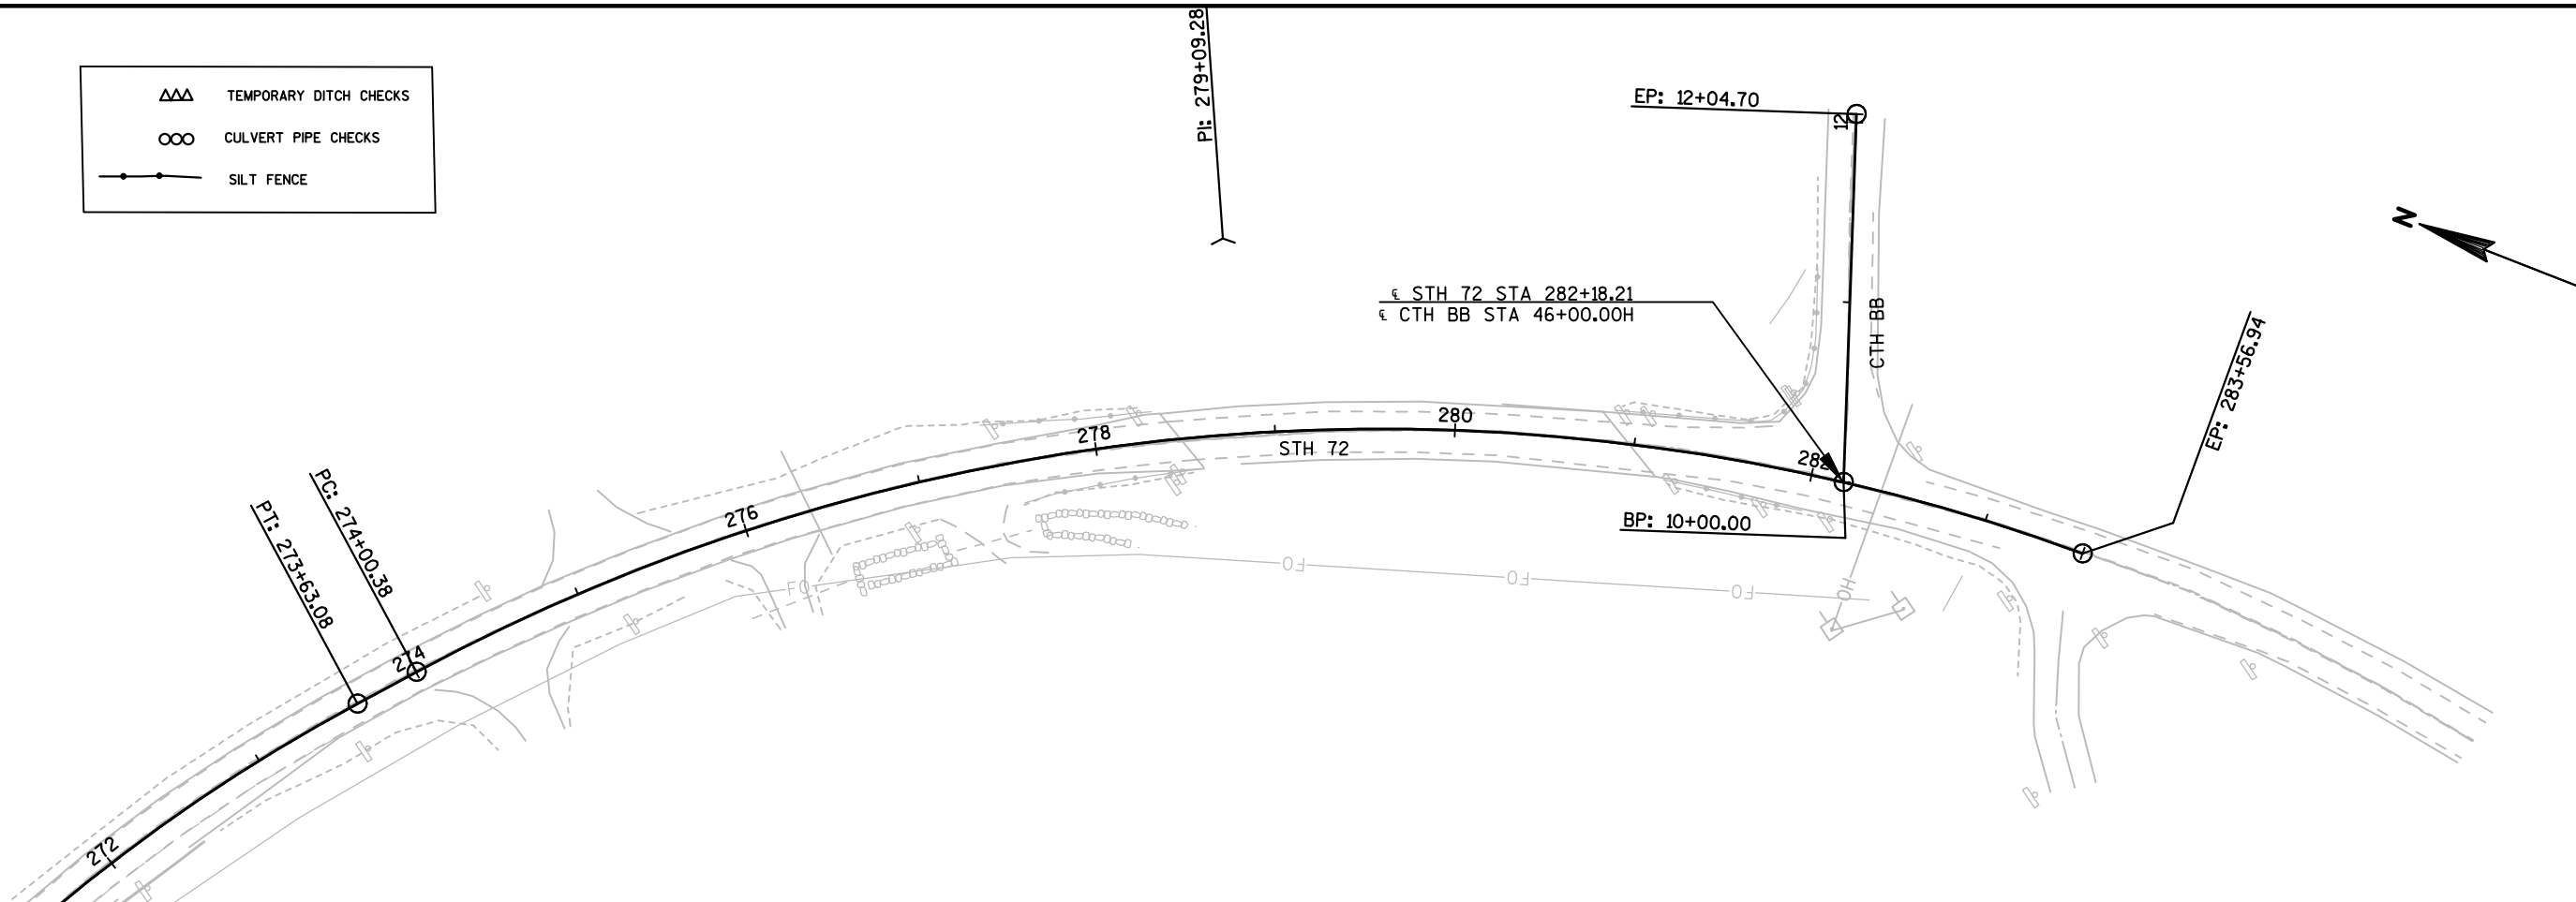 TEMPORARY DITCH CHECKS
CULVERT PIPE CHECKS
SILT FENCE
PI: 279+09.28
EP: 12+04.70
12
N
℄ STH 72 STA 282+18.21
℄ CTH BB STA 46+00.00H
CTH BB
EP: 283+56.94
280
278
STH 72
282
276
PC: 274+00.38
PT: 273+63.08
BP: 10+00.00
FO
FO
FO
FO
OH
274
272